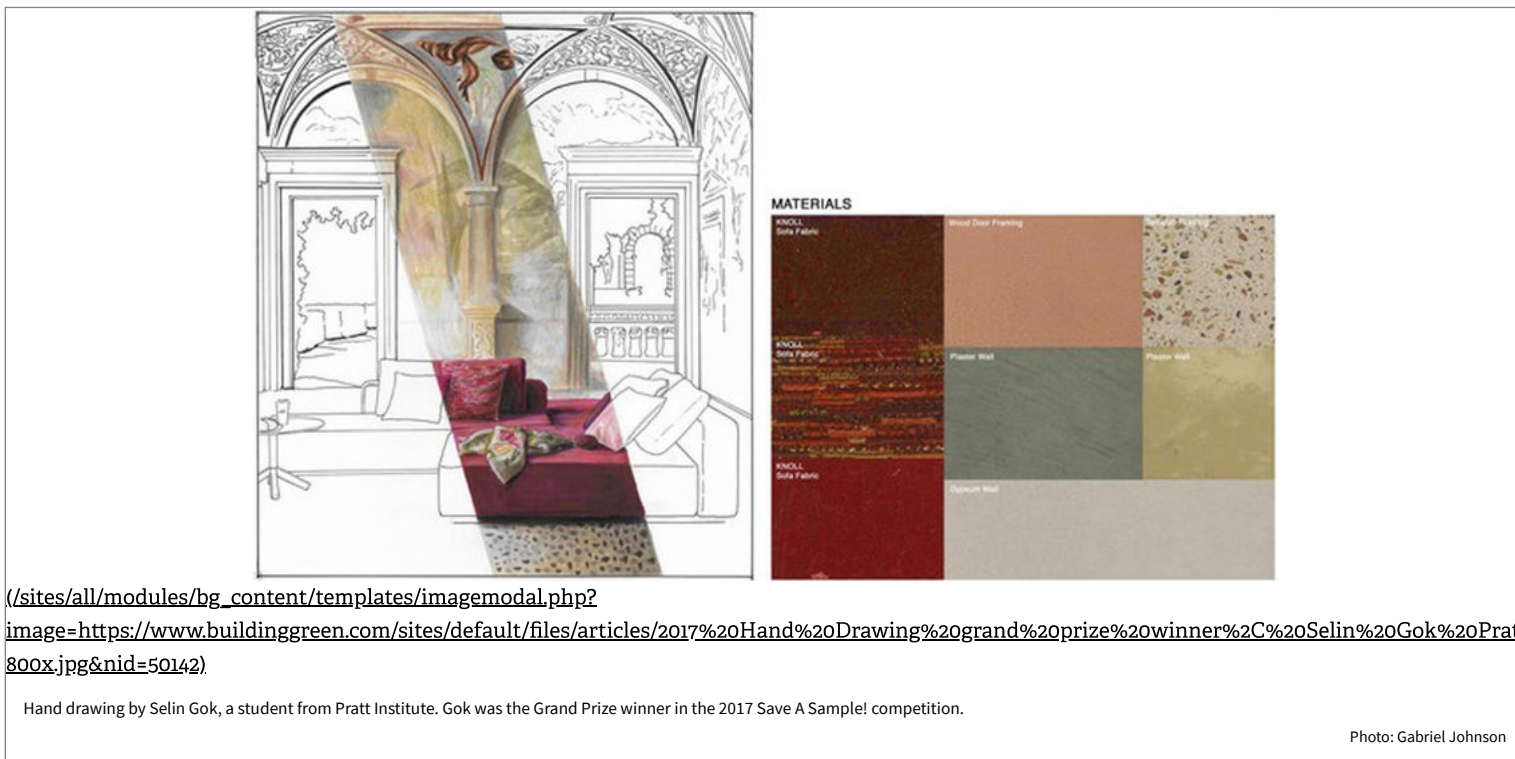 MATERIALS
KNOLL
Sofa Fabric
Wood Door Framing
KNOLL
Sofa Fabric
Plaster Wall
Plaster Wall
KNOLL
Sofa Fabric
Gypsum Wall
(/sites/all/modules/bg_content/templates/imagemodal.php?
image=https://www.buildinggreen.com/sites/default/files/articles/2017%20Hand%20Drawing%20grand%20prize%20winner%2C%20Selin%20Gok%20Prat
800x.jpg&nid=50142)
Hand drawing by Selin Gok, a student from Pratt Institute. Gok was the Grand Prize winner in the 2017 Save A Sample! competition.
Photo: Gabriel Johnson